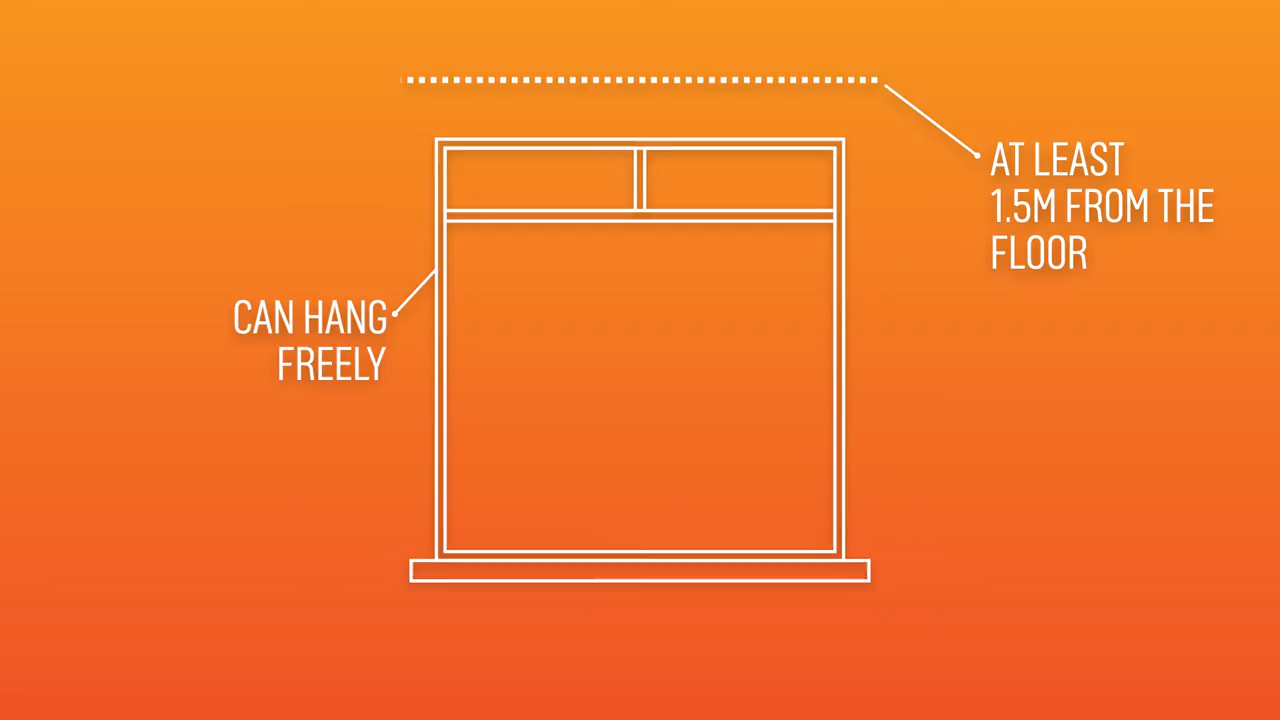 AT LEAST
1.5M FROM THE
FLOOR
CAN HANG
FREELY